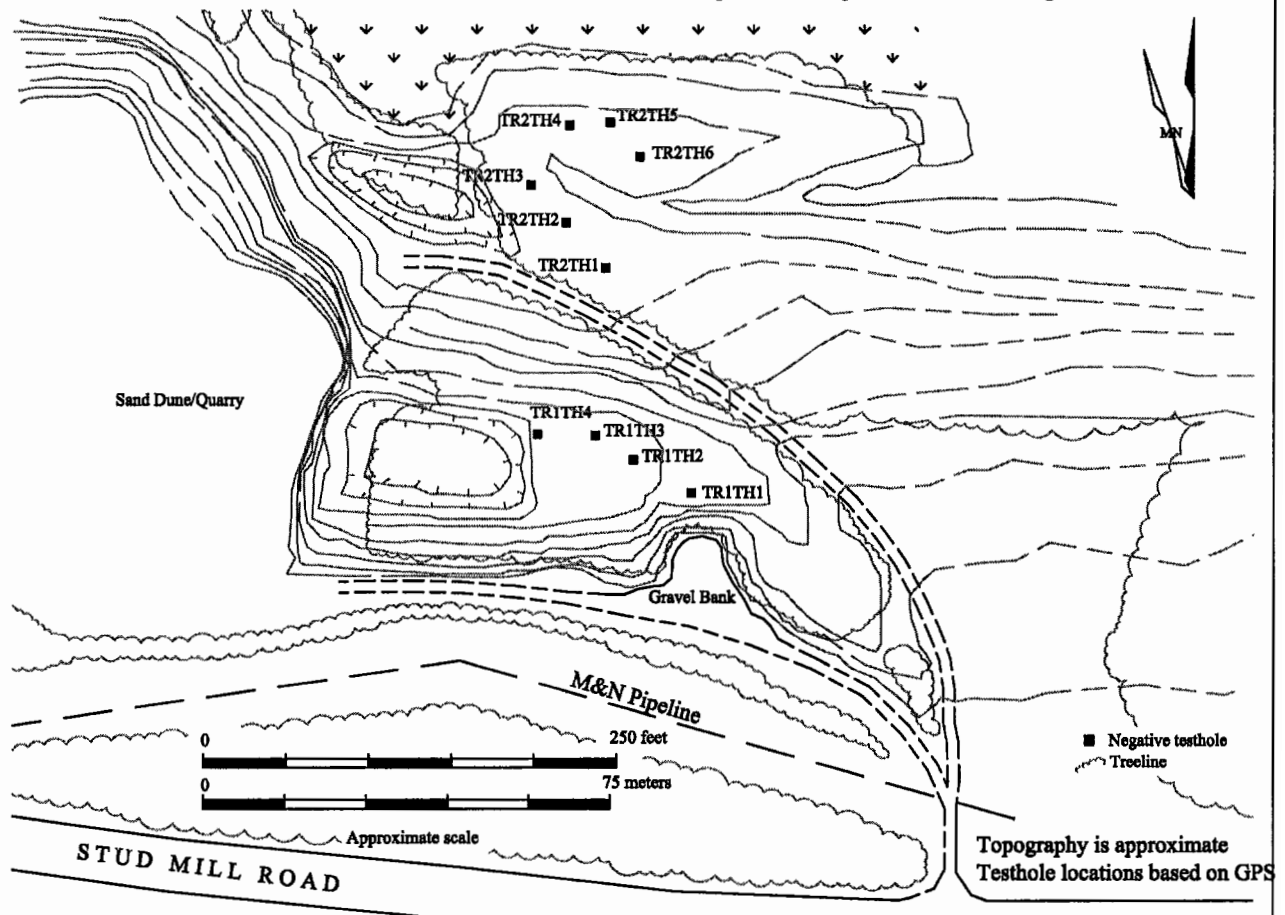 TR2TH4
TR2TH5
MN
TR2TH6
TR2TH3
TR2TH2
TR2TH1
Sand Dune/Quarry
TR1TH4
TR1TH3
TR1TH2
TR1TH1
Gravel Bank
M&N Pipeline
0
250 feet
0
75 meters
Approximate scale
Negative testhole
Treeline
STUD MILL ROAD
Topography is approximate
Testhole locations based on GPS